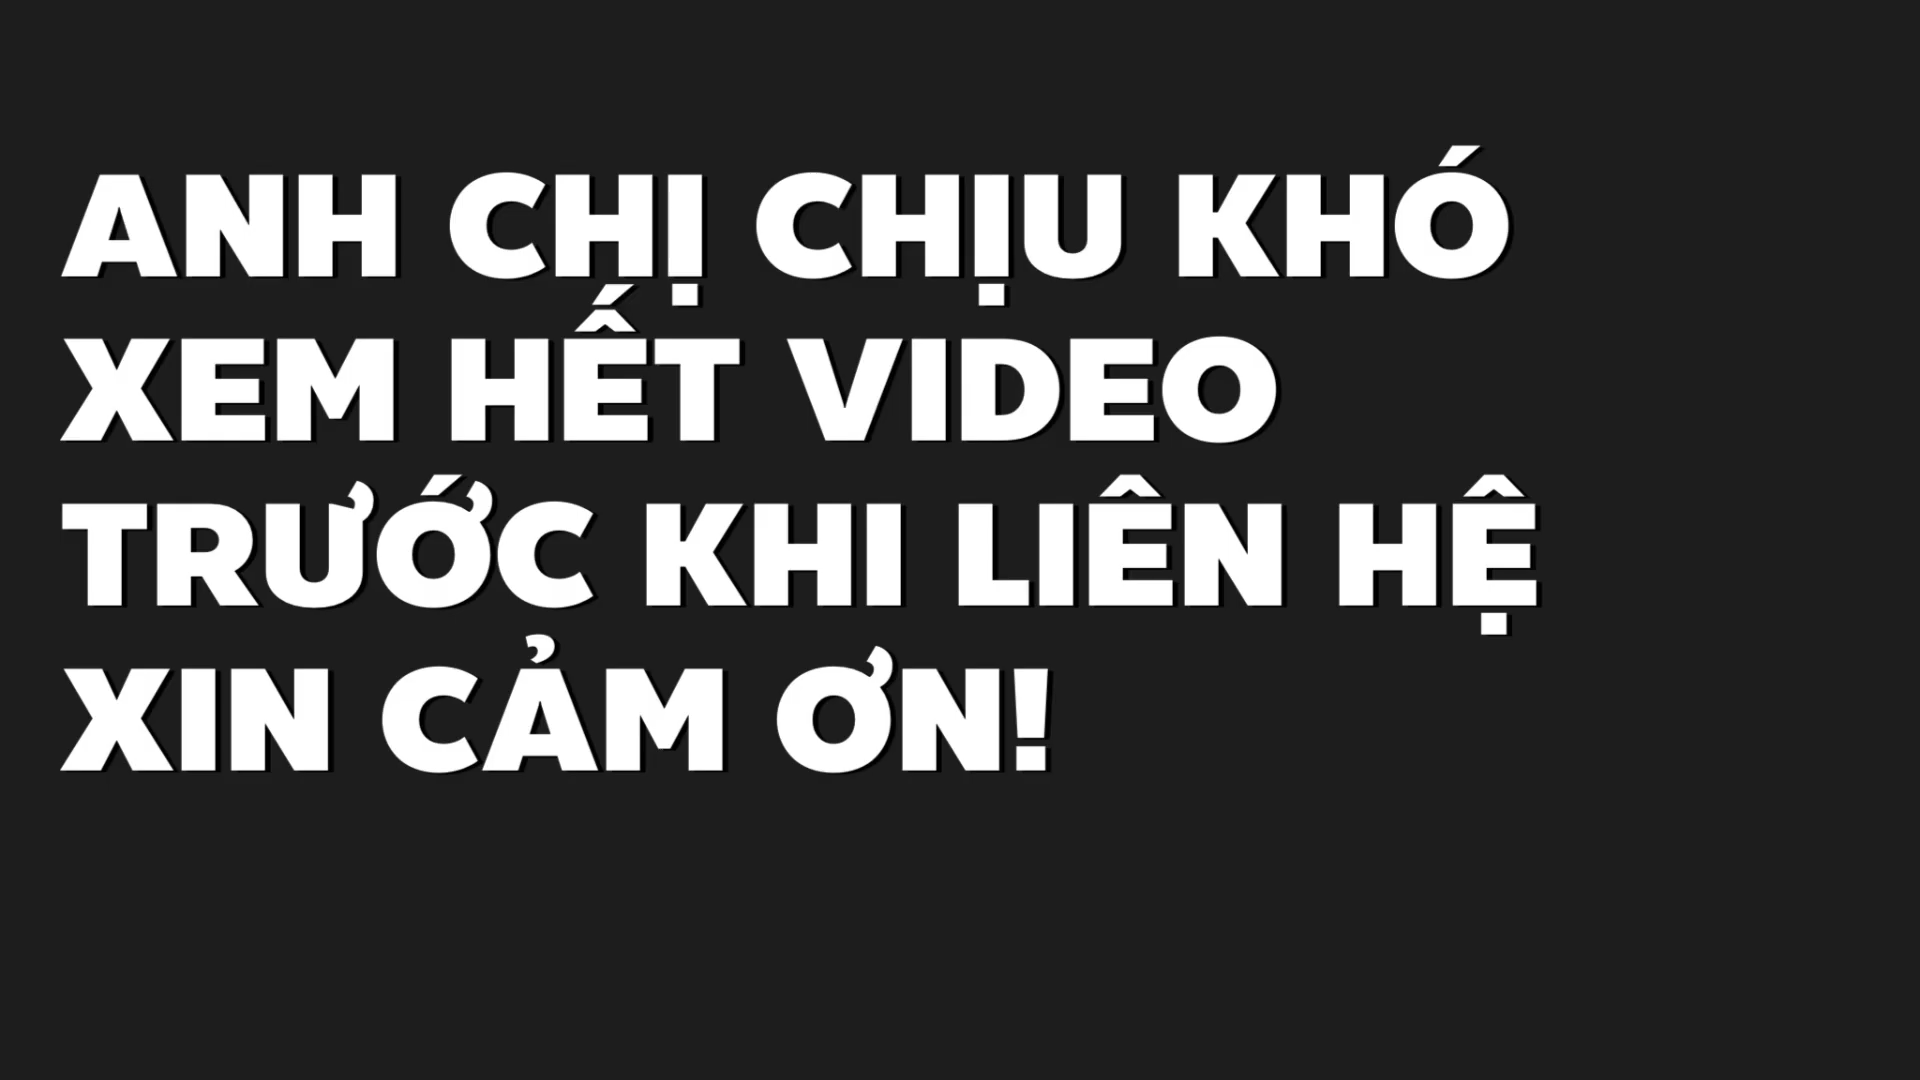 ANH CHỊ CHỊU KHÓ
XEM HẾT VIDEO
TRƯỚC KHI LIÊN HỆ
XIN CẢM ƠN!